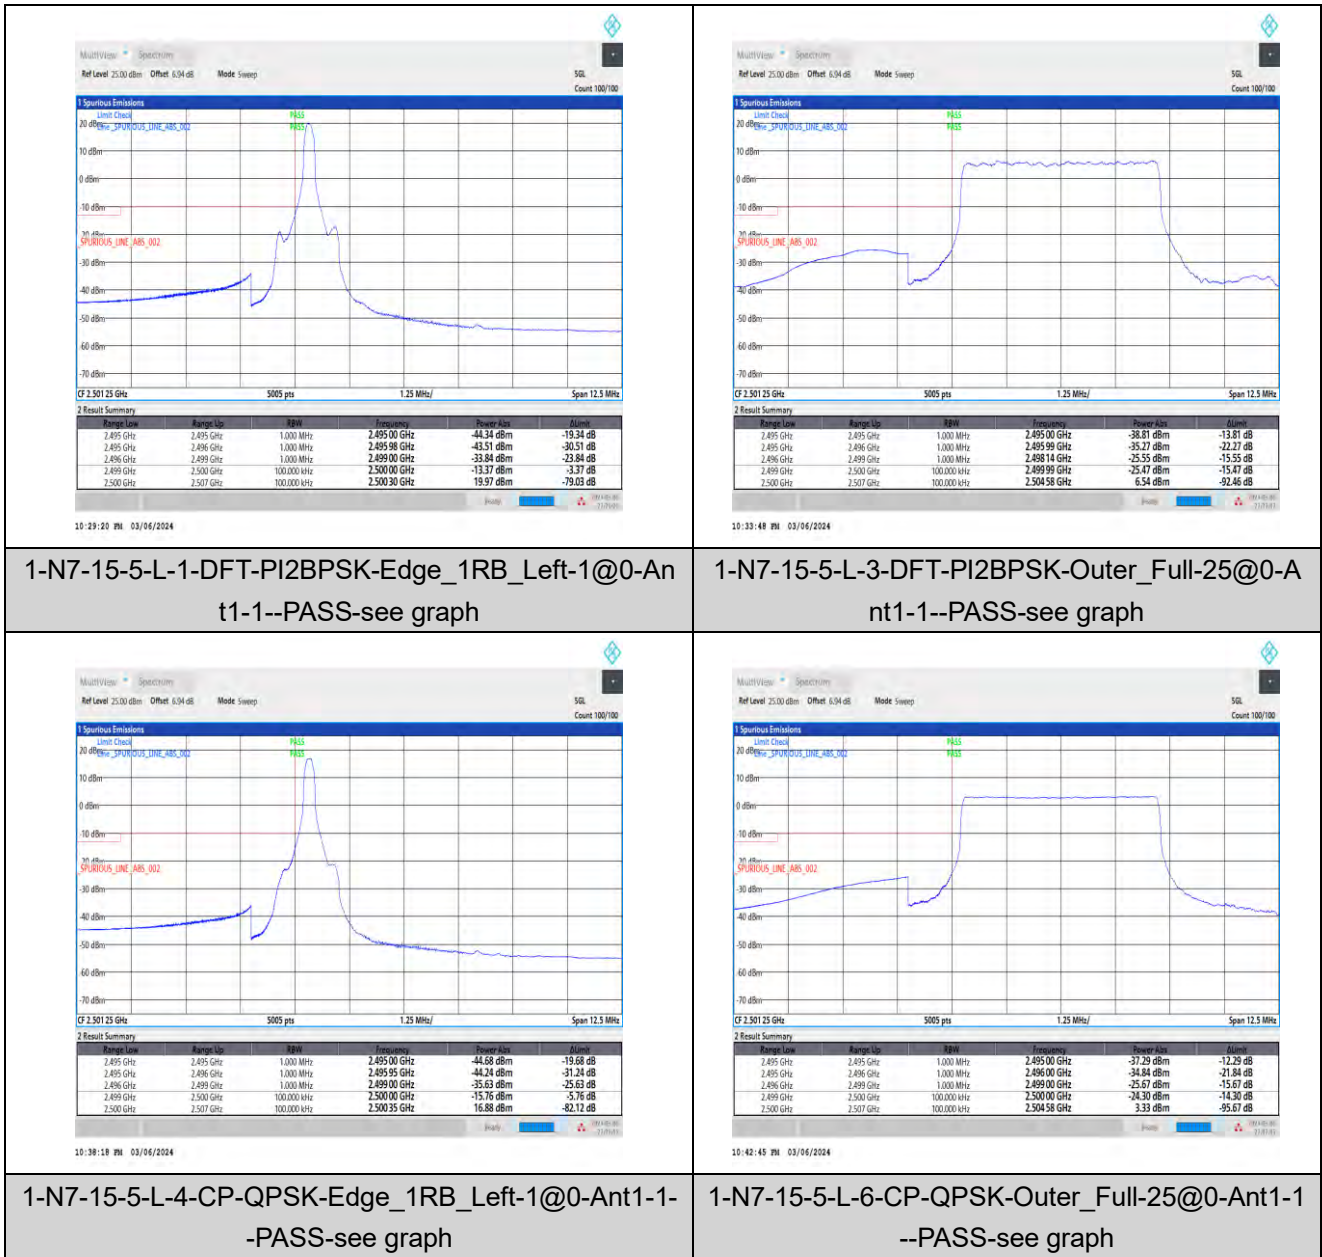 MultiView Spectrum
Ref Level 25.00 dBm Offset 6.94 dB Mode Sweep SGL
Count 100/100
1 Spurious Emissions
Limit Check PASS
Line _SPURIOUS_LINE_ABS_002 PASS
20 dBm
10 dBm
0 dBm
-10 dBm
-20 dBm
_SPURIOUS_LINE_ABS_002
-30 dBm
-40 dBm
-50 dBm
-60 dBm
-70 dBm
CF 2.501 25 GHz 5005 pts 1.25 MHz/ Span 12.5 MHz
2 Result Summary
Range Low Range Up RBW Frequency Power Abs ΔLimit
2.495 GHz 2.495 GHz 1.000 MHz 2.495 00 GHz -44.34 dBm -19.34 dB
2.495 GHz 2.496 GHz 1.000 MHz 2.495 98 GHz -43.51 dBm -30.51 dB
2.496 GHz 2.499 GHz 1.000 MHz 2.499 00 GHz -33.84 dBm -23.84 dB
2.499 GHz 2.500 GHz 100.000 kHz 2.500 00 GHz -13.37 dBm -3.37 dB
2.500 GHz 2.507 GHz 100.000 kHz 2.500 30 GHz 19.97 dBm -79.03 dB
10:29:20 PM 03/06/2024
1-N7-15-5-L-1-DFT-PI2BPSK-Edge_1RB_Left-1@0-An
t1-1--PASS-see graph
MultiView Spectrum
Ref Level 25.00 dBm Offset 6.94 dB Mode Sweep SGL
Count 100/100
1 Spurious Emissions
Limit Check PASS
Line _SPURIOUS_LINE_ABS_002 PASS
20 dBm
10 dBm
0 dBm
-10 dBm
-20 dBm
_SPURIOUS_LINE_ABS_002
-30 dBm
-40 dBm
-50 dBm
-60 dBm
-70 dBm
CF 2.501 25 GHz 5005 pts 1.25 MHz/ Span 12.5 MHz
2 Result Summary
Range Low Range Up RBW Frequency Power Abs ΔLimit
2.495 GHz 2.495 GHz 1.000 MHz 2.495 00 GHz -38.81 dBm -13.81 dB
2.495 GHz 2.496 GHz 1.000 MHz 2.495 99 GHz -35.27 dBm -22.27 dB
2.496 GHz 2.499 GHz 1.000 MHz 2.498 14 GHz -25.55 dBm -15.55 dB
2.499 GHz 2.500 GHz 100.000 kHz 2.499 99 GHz -25.47 dBm -15.47 dB
2.500 GHz 2.507 GHz 100.000 kHz 2.504 58 GHz 6.54 dBm -92.46 dB
10:33:48 PM 03/06/2024
1-N7-15-5-L-3-DFT-PI2BPSK-Outer_Full-25@0-A
nt1-1--PASS-see graph
MultiView Spectrum
Ref Level 25.00 dBm Offset 6.94 dB Mode Sweep SGL
Count 100/100
1 Spurious Emissions
Limit Check PASS
Line _SPURIOUS_LINE_ABS_002 PASS
20 dBm
10 dBm
0 dBm
-10 dBm
-20 dBm
_SPURIOUS_LINE_ABS_002
-30 dBm
-40 dBm
-50 dBm
-60 dBm
-70 dBm
CF 2.501 25 GHz 5005 pts 1.25 MHz/ Span 12.5 MHz
2 Result Summary
Range Low Range Up RBW Frequency Power Abs ΔLimit
2.495 GHz 2.495 GHz 1.000 MHz 2.495 00 GHz -44.68 dBm -19.68 dB
2.495 GHz 2.496 GHz 1.000 MHz 2.495 95 GHz -44.24 dBm -31.24 dB
2.496 GHz 2.499 GHz 1.000 MHz 2.499 00 GHz -35.63 dBm -25.63 dB
2.499 GHz 2.500 GHz 100.000 kHz 2.500 00 GHz -15.76 dBm -5.76 dB
2.500 GHz 2.507 GHz 100.000 kHz 2.500 35 GHz 16.88 dBm -82.12 dB
10:38:18 PM 03/06/2024
1-N7-15-5-L-4-CP-QPSK-Edge_1RB_Left-1@0-Ant1-1-
-PASS-see graph
MultiView Spectrum
Ref Level 25.00 dBm Offset 6.94 dB Mode Sweep SGL
Count 100/100
1 Spurious Emissions
Limit Check PASS
Line _SPURIOUS_LINE_ABS_002 PASS
20 dBm
10 dBm
0 dBm
-10 dBm
-20 dBm
_SPURIOUS_LINE_ABS_002
-30 dBm
-40 dBm
-50 dBm
-60 dBm
-70 dBm
CF 2.501 25 GHz 5005 pts 1.25 MHz/ Span 12.5 MHz
2 Result Summary
Range Low Range Up RBW Frequency Power Abs ΔLimit
2.495 GHz 2.495 GHz 1.000 MHz 2.495 00 GHz -37.29 dBm -12.29 dB
2.495 GHz 2.496 GHz 1.000 MHz 2.496 00 GHz -34.84 dBm -21.84 dB
2.496 GHz 2.499 GHz 1.000 MHz 2.499 00 GHz -25.67 dBm -15.67 dB
2.499 GHz 2.500 GHz 100.000 kHz 2.500 00 GHz -24.30 dBm -14.30 dB
2.500 GHz 2.507 GHz 100.000 kHz 2.504 58 GHz 3.33 dBm -95.67 dB
10:42:45 PM 03/06/2024
1-N7-15-5-L-6-CP-QPSK-Outer_Full-25@0-Ant1-1
--PASS-see graph